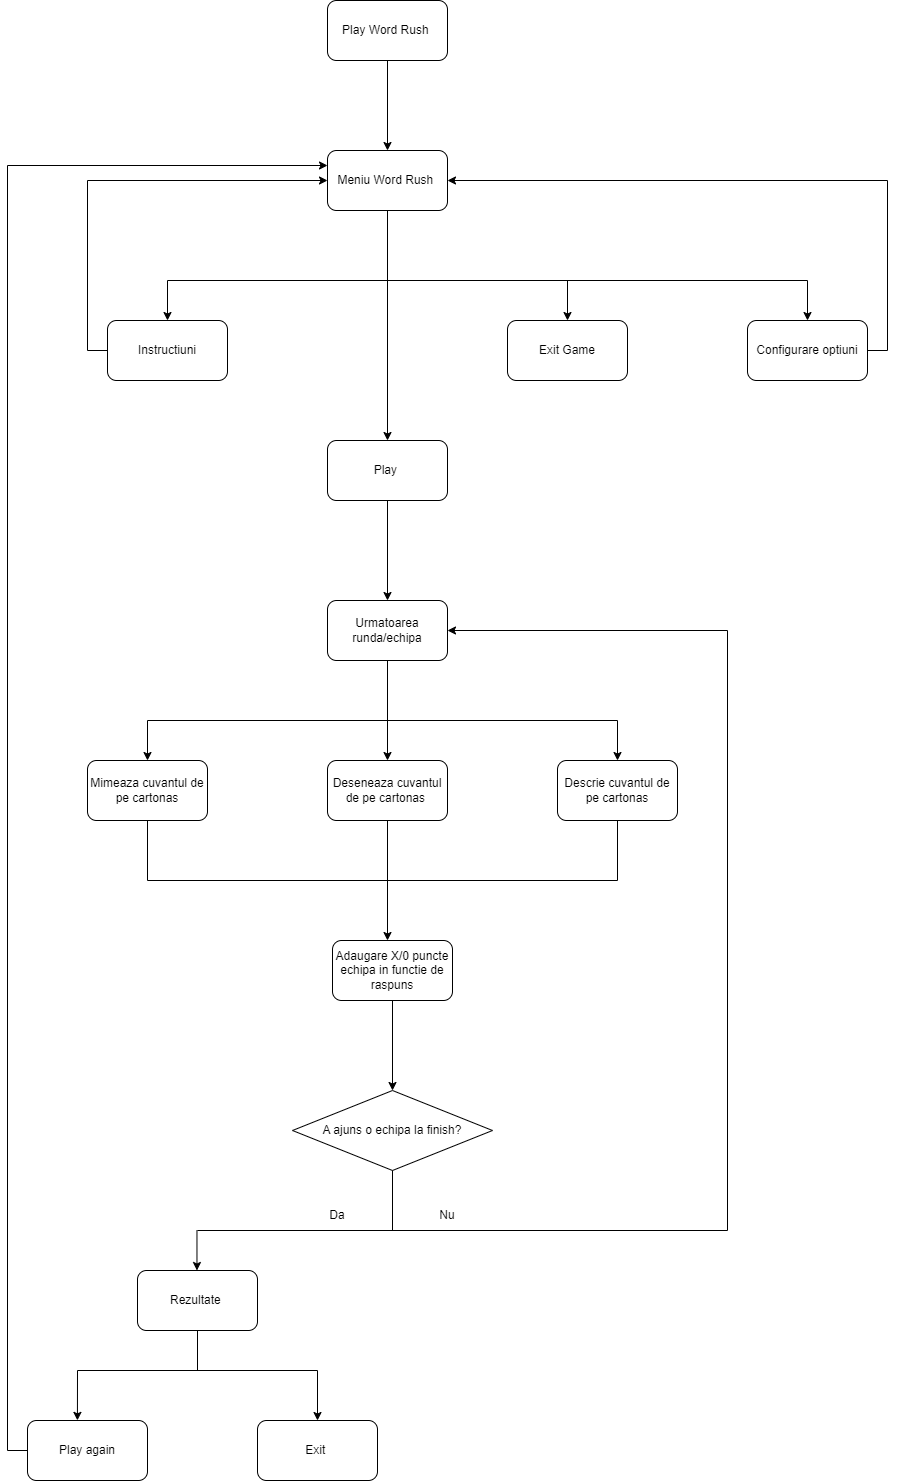 Play Word Rush
Meniu Word Rush
Instructiuni
Exit Game
Configurare optiuni
Play
Urmatoarea
runda/echipa
Mimeaza cuvantul de
pe cartonas
Deseneaza cuvantul
de pe cartonas
Descrie cuvantul de
pe cartonas
Adaugare X/0 puncte
echipa in functie de
raspuns
A ajuns o echipa la finish?
Da
Nu
Rezultate
Play again
Exit